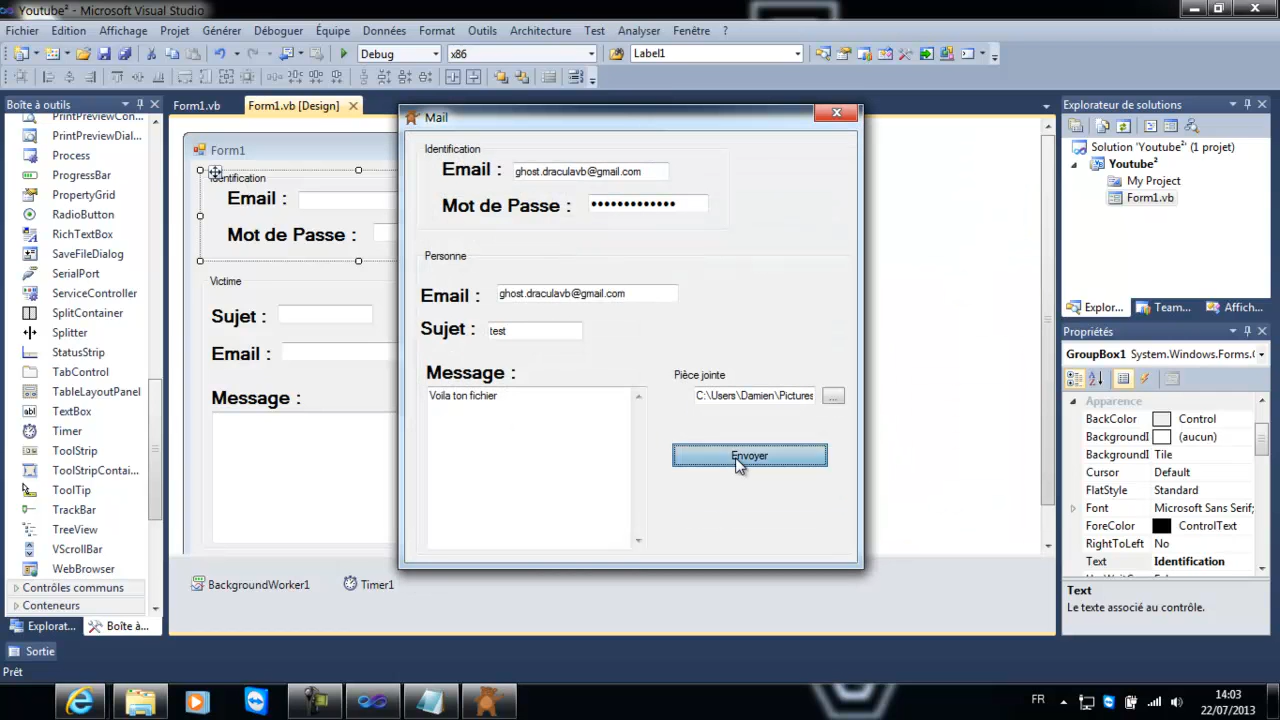 Youtube² - Microsoft Visual Studio
Fichier Edition Affichage Projet Générer Déboguer Équipe Données Format Outils Architecture Test Analyser Fenêtre ?
Debug x86 Label1
Boîte à outils
PrintPreviewCon...
PrintPreviewDial...
Process
ProgressBar
PropertyGrid
RadioButton
RichTextBox
SaveFileDialog
SerialPort
ServiceController
SplitContainer
Splitter
StatusStrip
TabControl
TableLayoutPanel
TextBox
Timer
ToolStrip
ToolStripContai...
ToolTip
TrackBar
TreeView
VScrollBar
WebBrowser
Contrôles communs
Conteneurs
Explorat... Boîte à...
Sortie
Prêt
Form1.vb Form1.vb [Design]
Form1
Identification
Email :
Mot de Passe :
Victime
Sujet :
Email :
Message :
BackgroundWorker1 Timer1
Mail
Identification
Email : ghost.draculavb@gmail.com
Mot de Passe : •••••••••••••
Personne
Email : ghost.draculavb@gmail.com
Sujet : test
Message :
Voila ton fichier
Pièce jointe
C:\Users\Damien\Pictures ...
Envoyer
Explorateur de solutions
Solution 'Youtube²' (1 projet)
Youtube²
My Project
Form1.vb
Explor... Team... Affich...
Propriétés
GroupBox1 System.Windows.Forms.
Apparence
BackColor Control
BackgroundI (aucun)
BackgroundI Tile
Cursor Default
FlatStyle Standard
Font Microsoft Sans Serif;
ForeColor ControlText
RightToLeft No
Text Identification
Text
Le texte associé au contrôle.
FR 14:03
22/07/2013